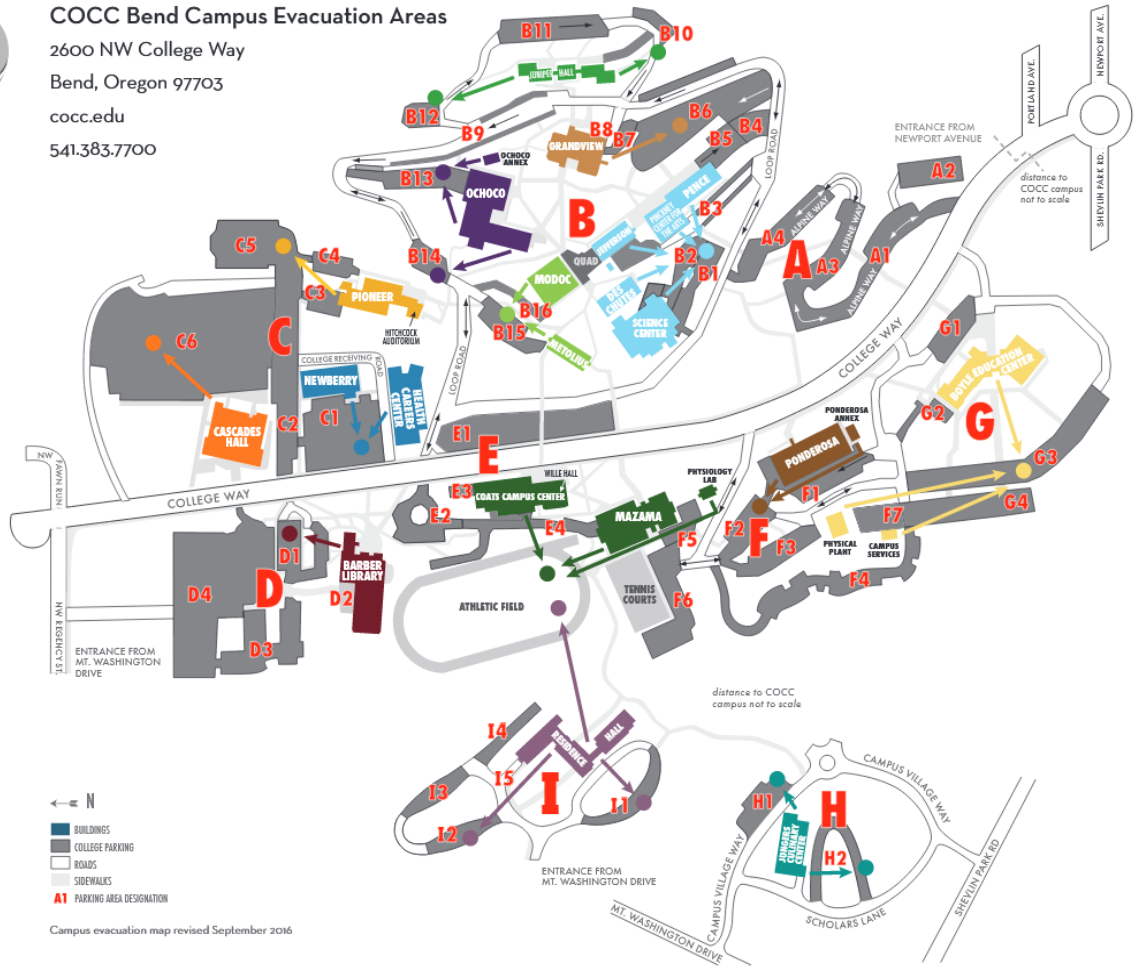 COCC Bend Campus Evacuation Areas
2600 NW College Way
Bend, Oregon 97703
cocc.edu
541.383.7700
B11
B10
JUNIPER HALL
B12
B9
B8
B7
B6
B5
B4
GRANDVIEW
OCHOCO
ANNEX
B13
OCHOCO
B
PENCE
PINCKNEY
CENTER FOR
THE ARTS
B3
LOOP ROAD
JEFFERSON
QUAD
B2
B1
B14
MODOC
DES
CHUTES
SCIENCE
CENTER
B16
B15
METOLIUS
LOOP ROAD
NEWPORT AVE.
PORTLAND AVE.
ENTRANCE FROM
NEWPORT AVENUE
SHEVLIN PARK RD.
distance to
COCC campus
not to scale
A2
ALPINE WAY
ALPINE WAY
ALPINE WAY
A4
A
A3
A1
C5
C4
C3
PIONEER
HITCHCOCK
AUDITORIUM
C6
C
COLLEGE RECEIVING
ROAD
NEWBERRY
HEALTH
CAREERS
CENTER
C1
C2
CASCADES
HALL
COLLEGE WAY
G1
BOYLE EDUCATION
CENTER
G2
G
G3
G4
E1
E
PONDEROSA
ANNEX
PONDEROSA
F1
NW
FAWN RUN
NW REGENCY ST.
COLLEGE WAY
WILLE HALL
E3
COATS CAMPUS CENTER
E2
E4
MAZAMA
PHYSIOLOGY
LAB
F2
F
F3
F5
F7
PHYSICAL
PLANT
CAMPUS
SERVICES
F4
F6
TENNIS
COURTS
ATHLETIC FIELD
D1
BARBER
LIBRARY
D2
D
D4
D3
ENTRANCE FROM
MT. WASHINGTON
DRIVE
distance to COCC
campus not to scale
I4
RESIDENCE
HALL
I5
I
I3
I2
I1
ENTRANCE FROM
MT. WASHINGTON DRIVE
CAMPUS VILLAGE WAY
H1
H
JUNGERS
CULINARY
CENTER
H2
CAMPUS VILLAGE WAY
SCHOLARS LANE
SHEVLIN PARK RD
MT. WASHINGTON DRIVE
N
BUILDINGS
COLLEGE PARKING
ROADS
SIDEWALKS
A1 PARKING AREA DESIGNATION
Campus evacuation map revised September 2016